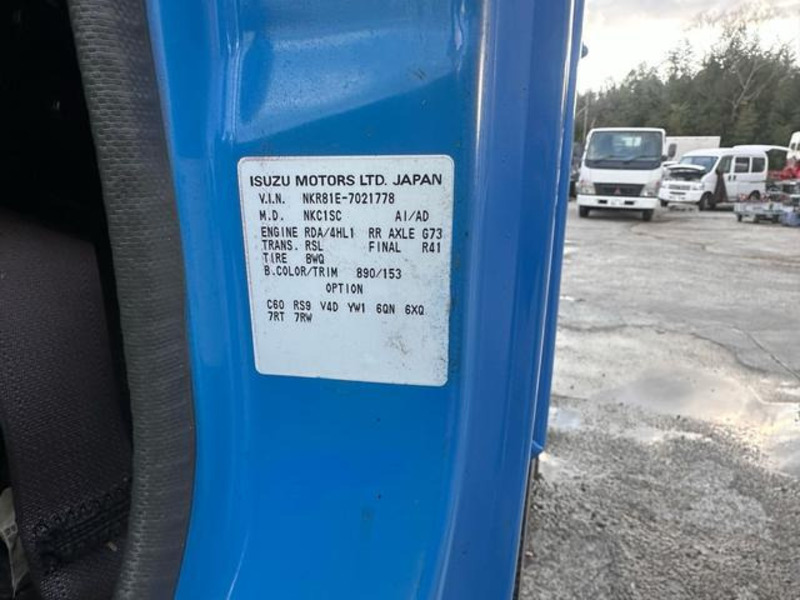 ISUZU MOTORS LTD. JAPAN
V.I.N. NKR81E-7021778
M.D. NKC1SC A1/AD
ENGINE RDA/4HL1 RR AXLE G73
TRANS. RSL FINAL R41
TIRE BWQ
B.COLOR/TRIM 890/153
OPTION
C60 RS9 V4D YW1 6QN 6XQ
7RT 7RW